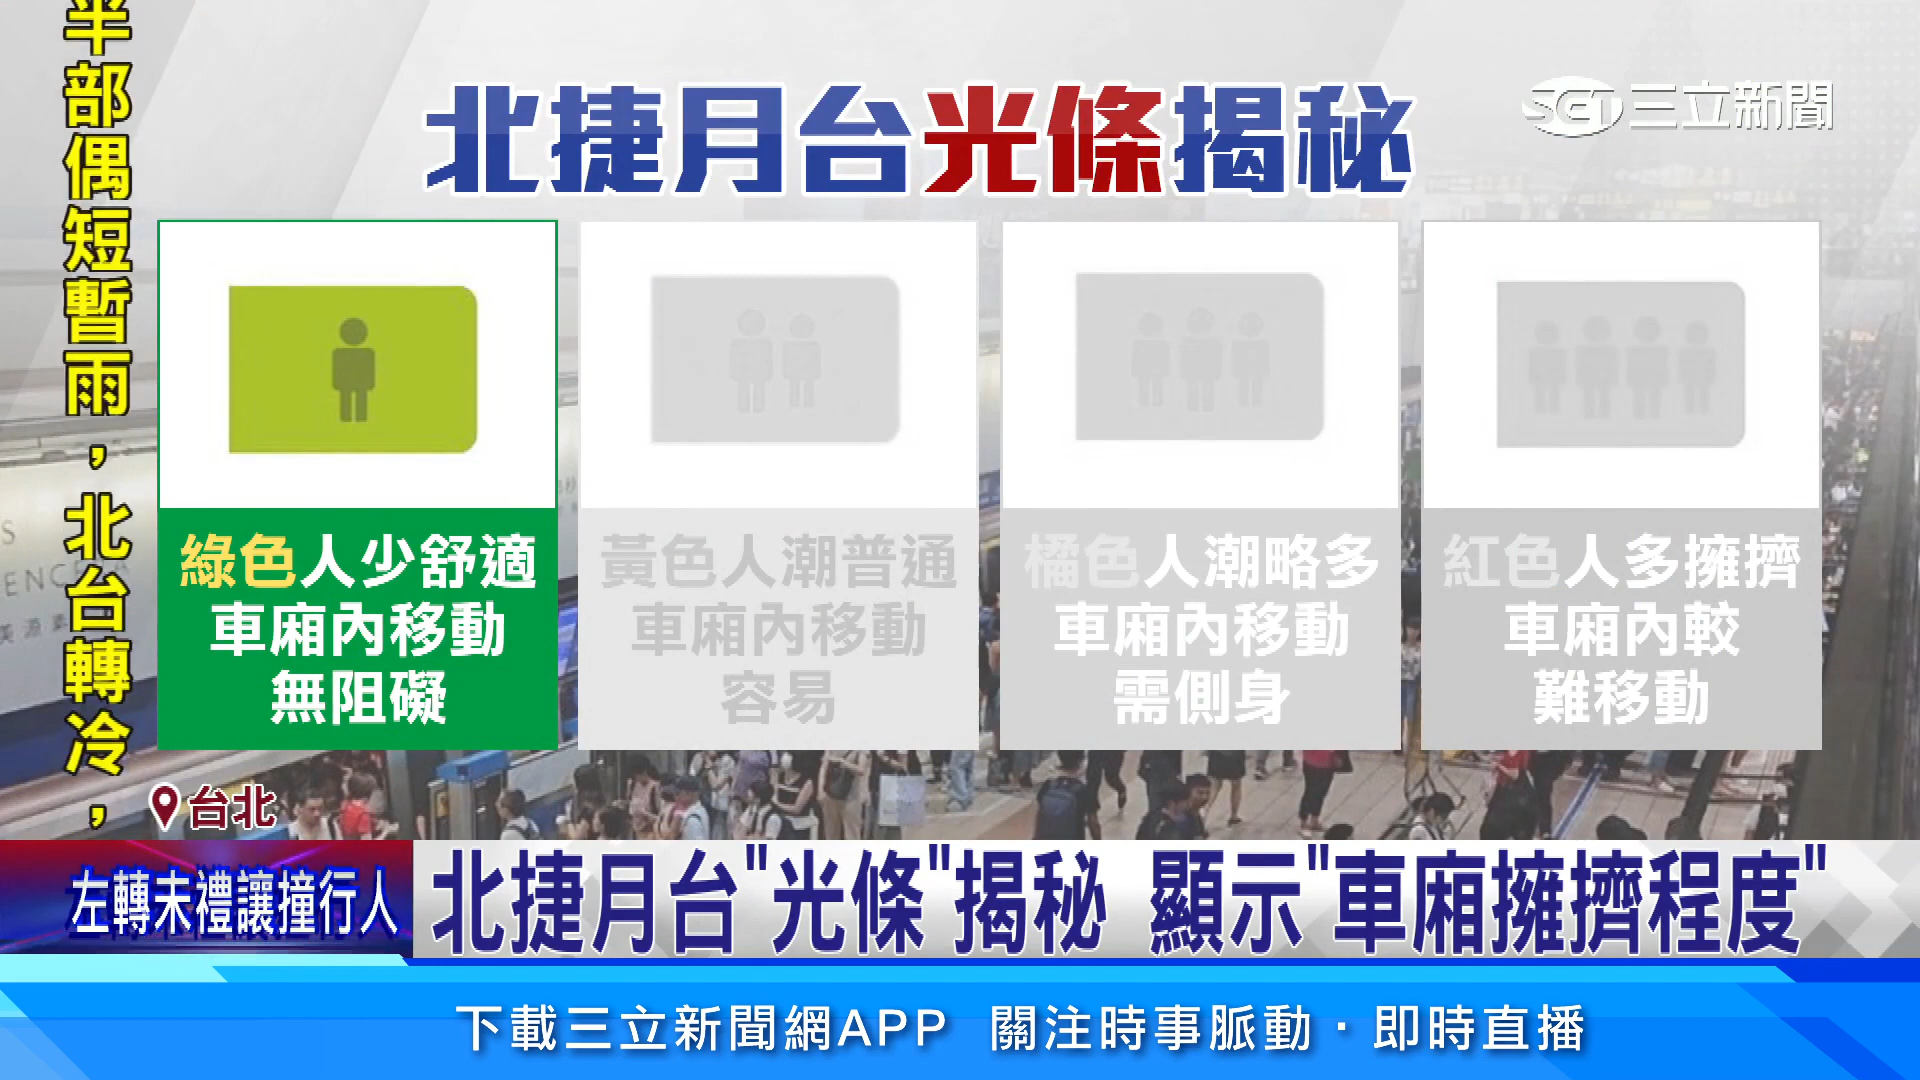 半部偶短暫雨，北台轉冷，
北捷月台光條揭秘
SET三立新聞
綠色人少舒適
車廂內移動
無阻礙
黃色人潮普通
車廂內移動
容易
橘色人潮略多
車廂內移動
需側身
紅色人多擁擠
車廂內較
難移動
台北
左轉未禮讓撞行人
北捷月台"光條"揭秘 顯示"車廂擁擠程度"
下載三立新聞網APP 關注時事脈動·即時直播